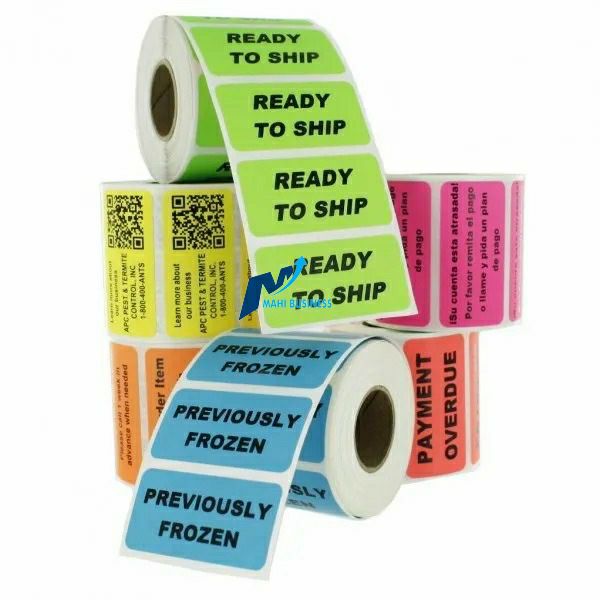 READY
TO SHIP
READY
TO SHIP
READY
TO SHIP
READY
TO SHIP
MAHI BUSINESS
Learn more about
our business
APC PEST & TERMITE
CONTROL, INC.
1-800-400-ANTS
Learn more about
our business
APC PEST & TERMITE
CONTROL, INC.
1-800-400-ANTS
de pago
¡Su cuenta esta atrasada!
Por favor remita el pago
o llame y pida un plan
de pago
Please call 1 week in
advance when needed
Item
PREVIOUSLY
FROZEN
PREVIOUSLY
FROZEN
PREVIOUSLY
FROZEN
PAYMENT
OVERDUE